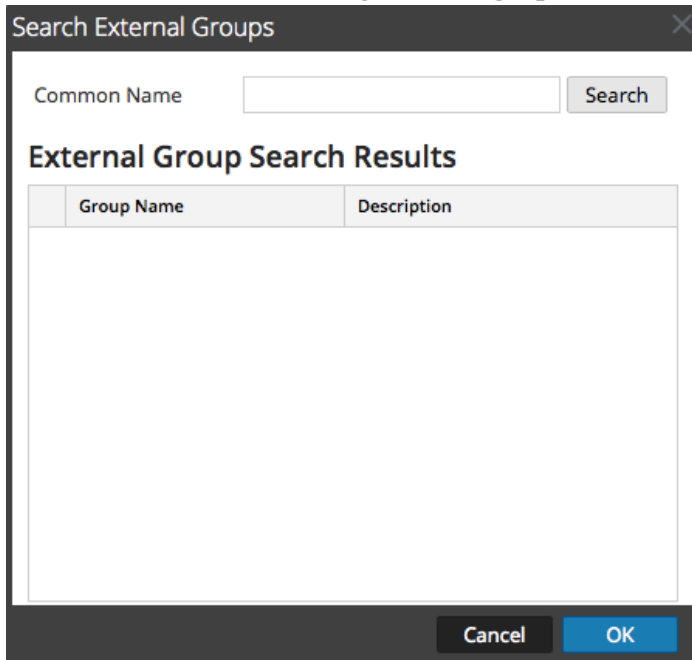 Search External Groups
Common Name Search
External Group Search Results
Group Name Description
Cancel OK